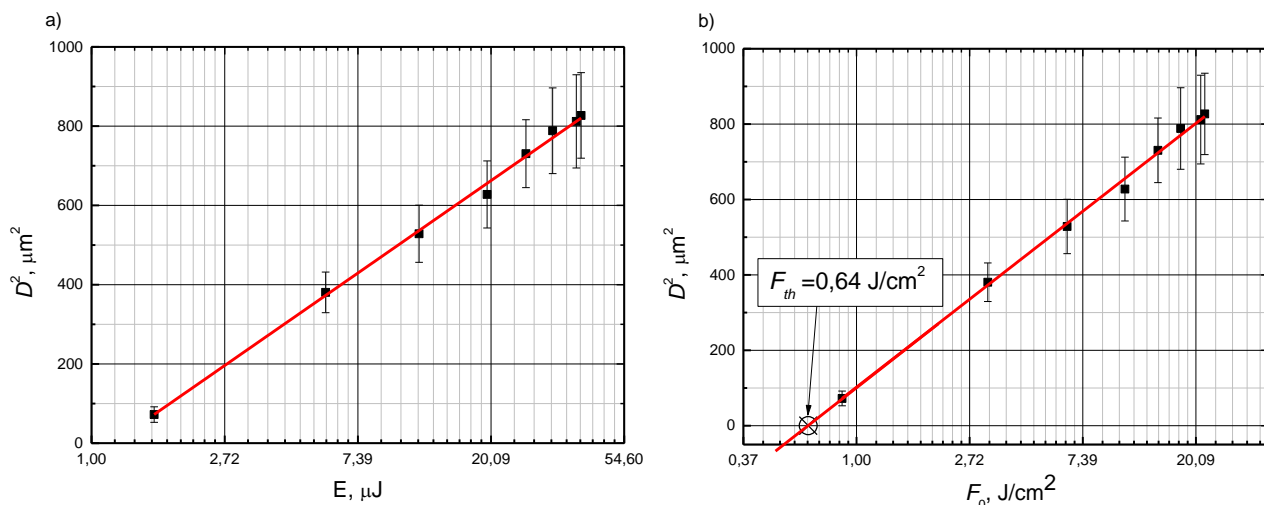 a)
1000
800
600
400
200
0
D², μm²
1,00 2,72 7,39 20,09 54,60
E, μJ
b)
1000
800
600
400
200
0
D², μm²
F_th =0,64 J/cm²
0,37 1,00 2,72 7,39 20,09
F₀, J/cm²